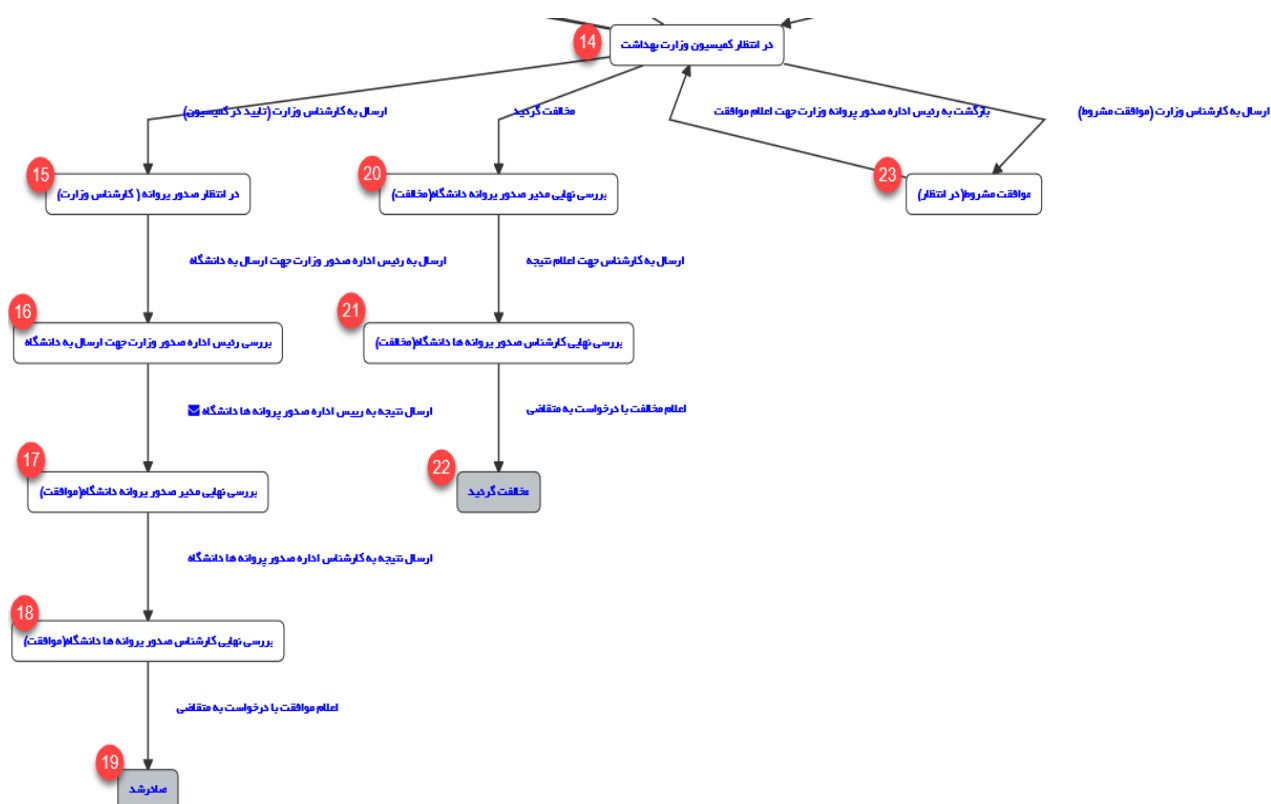 14
در انتظار کمیسیون وزارت بهداشت
ارسال به کارشناس وزارت (موافقت مشروط)
بازگشت به رئیس اداره صدور پروانه وزارت جهت اعلام موافقت
مخالفت گردید
ارسال به کارشناس وزارت (تایید در کمیسیون)
23
موافقت مشروط(در انتظار)
20
بررسی نهایی مدیر صدور پروانه دانشگاه(مخالفت)
15
در انتظار صدور پروانه ( کارشناس وزارت)
ارسال به کارشناس جهت اعلام نتیجه
ارسال به رئیس اداره صدور وزارت جهت ارسال به دانشگاه
21
بررسی نهایی کارشناس صدور پروانه ها دانشگاه(مخالفت)
16
بررسی رئیس اداره صدور وزارت جهت ارسال به دانشگاه
اعلام مخالفت با درخواست به متقاضی
ارسال نتیجه به رییس اداره صدور پروانه ها دانشگاه
22
مخالفت گردید
17
بررسی نهایی مدیر صدور پروانه دانشگاه(موافقت)
ارسال نتیجه به کارشناس اداره صدور پروانه ها دانشگاه
18
بررسی نهایی کارشناس صدور پروانه ها دانشگاه(موافقت)
اعلام موافقت با درخواست به متقاضی
19
صادرشد